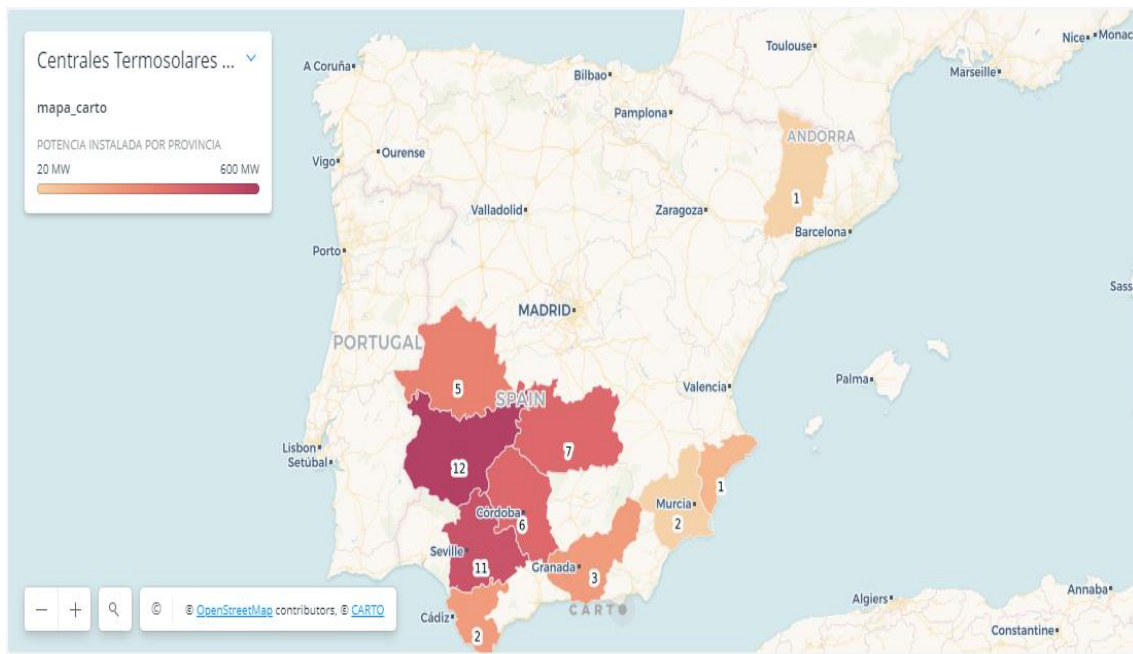 Centrales Termosolares ...
mapa_carto
POTENCIA INSTALADA POR PROVINCIA
20 MW 600 MW
Toulouse
Nice Monac
A Coruña
Bilbao
Marseille
Pamplona
ANDORRA
Vigo
Ourense
1
Valladolid
Zaragoza
Barcelona
Porto
Sass
MADRID
PORTUGAL
Valencia
Palma
5
SPAIN
Lisbon
Setúbal
12
7
1
Murcia
2
Córdoba
6
Seville
11
Granada
3
CARTO
Cádiz
2
Algiers
Annaba
Constantine
− +
©
© OpenStreetMap contributors, © CARTO